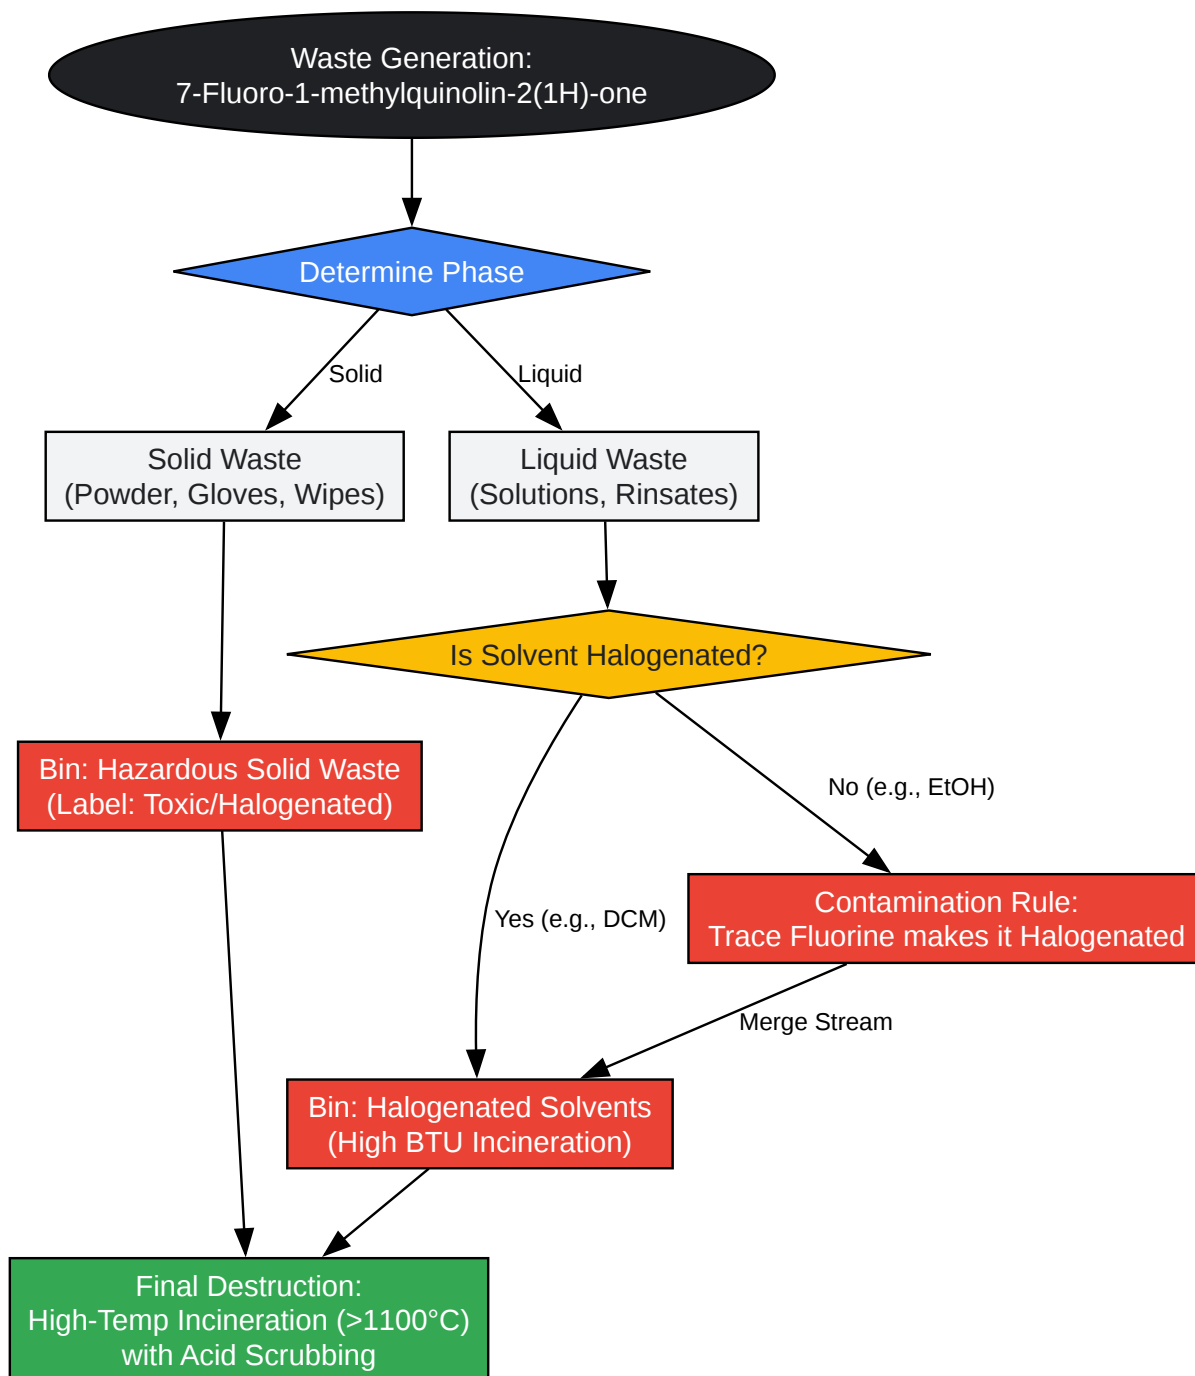 Waste Generation:
7-Fluoro-1-methylquinolin-2(1H)-one
Determine Phase
Solid
Liquid
Solid Waste
(Powder, Gloves, Wipes)
Liquid Waste
(Solutions, Rinsates)
Is Solvent Halogenated?
Bin: Hazardous Solid Waste
(Label: Toxic/Halogenated)
No (e.g., EtOH)
Contamination Rule:
Trace Fluorine makes it Halogenated
Yes (e.g., DCM)
Merge Stream
Bin: Halogenated Solvents
(High BTU Incineration)
Final Destruction:
High-Temp Incineration (>1100°C)
with Acid Scrubbing